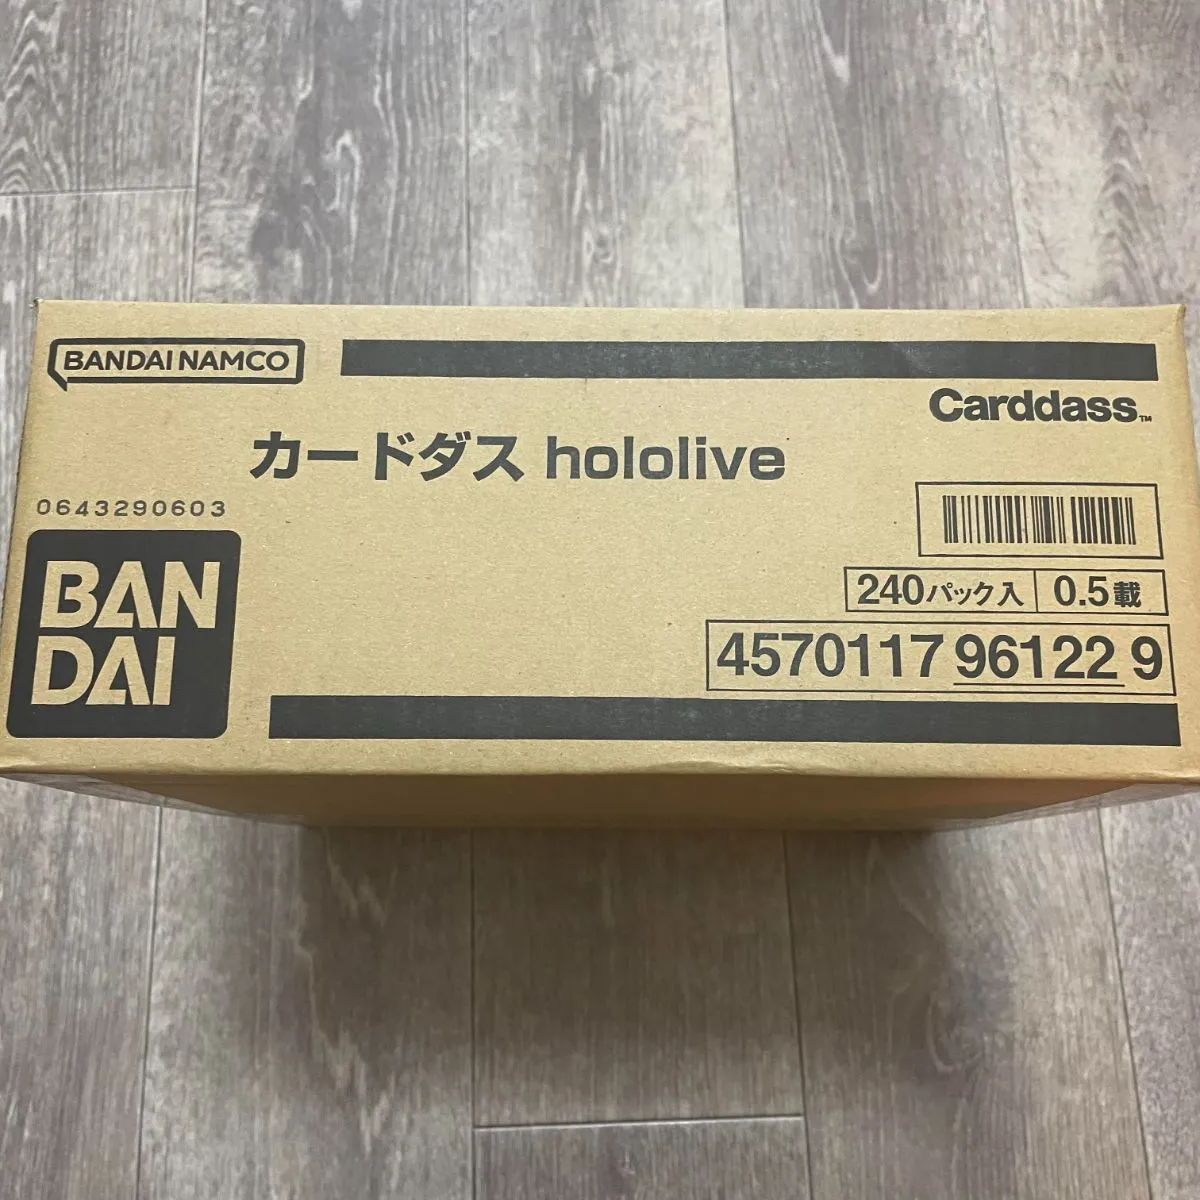 BANDAI NAMCO
Carddass™
カードダス hololive
0643290603
BAN
DAI
240パック入 0.5載
4570117 96122 9